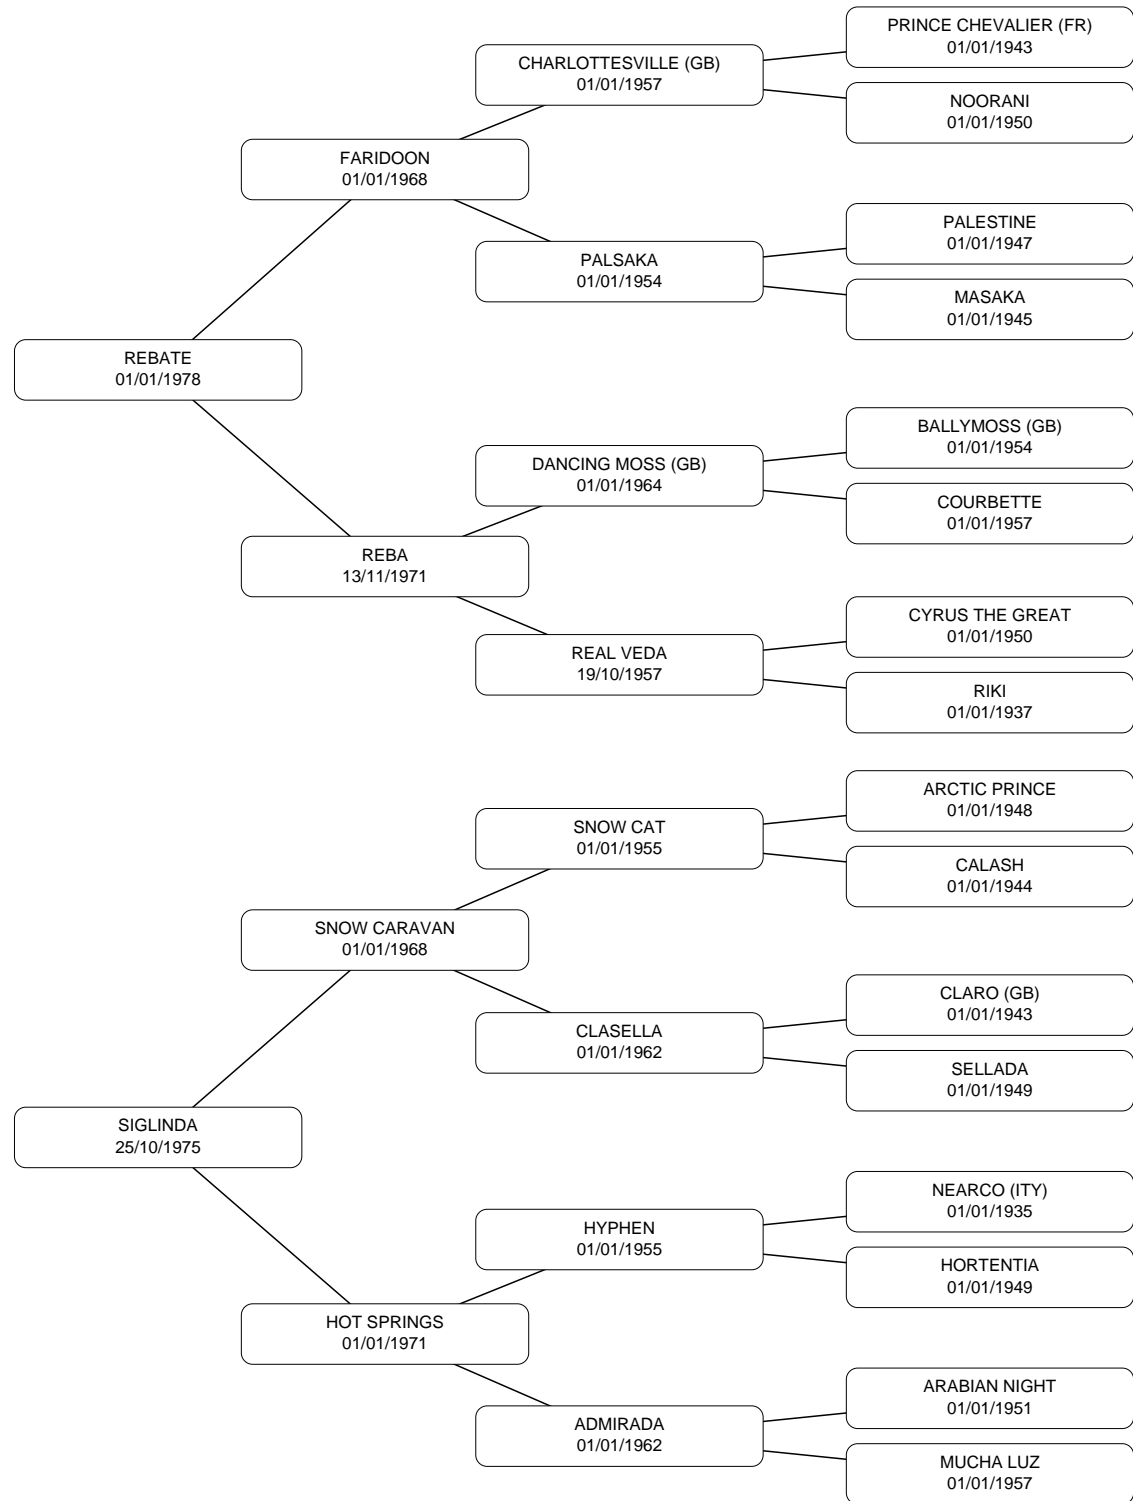 PRINCE CHEVALIER (FR)
01/01/1943
CHARLOTTESVILLE (GB)
01/01/1957
NOORANI
01/01/1950
FARIDOON
01/01/1968
PALESTINE
01/01/1947
PALSAKA
01/01/1954
MASAKA
01/01/1945
REBATE
01/01/1978
BALLYMOSS (GB)
01/01/1954
DANCING MOSS (GB)
01/01/1964
COURBETTE
01/01/1957
REBA
13/11/1971
CYRUS THE GREAT
01/01/1950
REAL VEDA
19/10/1957
RIKI
01/01/1937
ARCTIC PRINCE
01/01/1948
SNOW CAT
01/01/1955
CALASH
01/01/1944
SNOW CARAVAN
01/01/1968
CLARO (GB)
01/01/1943
CLASELLA
01/01/1962
SELLADA
01/01/1949
SIGLINDA
25/10/1975
NEARCO (ITY)
01/01/1935
HYPHEN
01/01/1955
HORTENTIA
01/01/1949
HOT SPRINGS
01/01/1971
ARABIAN NIGHT
01/01/1951
ADMIRADA
01/01/1962
MUCHA LUZ
01/01/1957